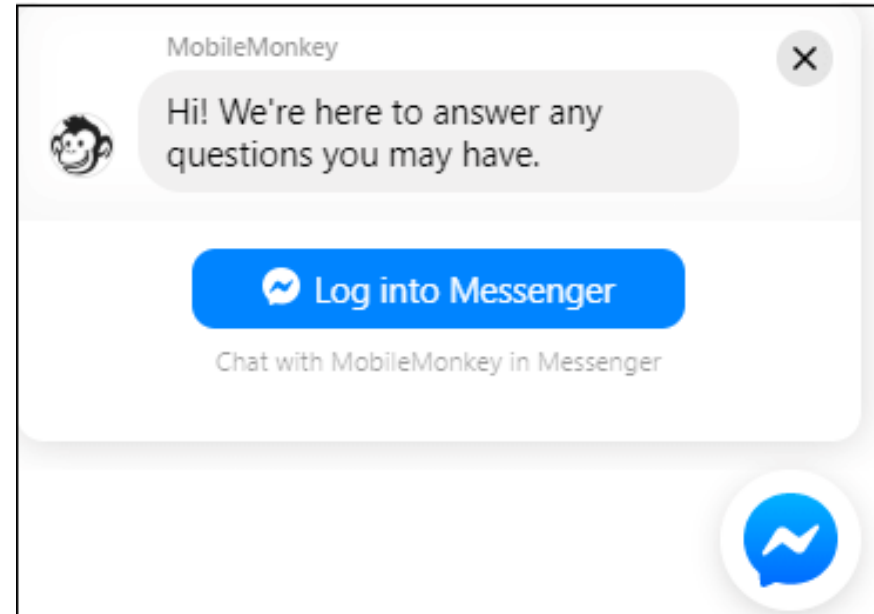 MobileMonkey
Hi! We're here to answer any
questions you may have.
Log into Messenger
Chat with MobileMonkey in Messenger